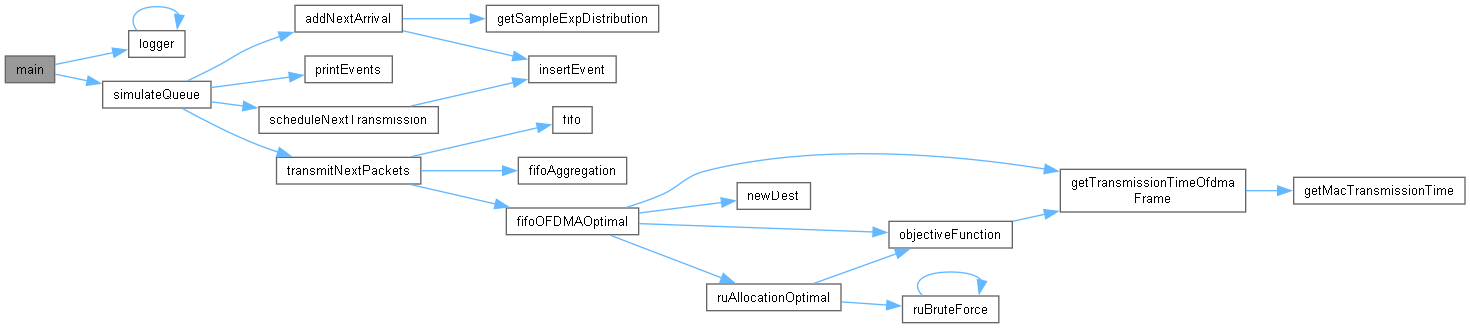 main
logger
simulateQueue
addNextArrival
printEvents
scheduleNextTransmission
transmitNextPackets
getSampleExpDistribution
insertEvent
fifo
fifoAggregation
fifoOFDMAOptimal
newDest
objectiveFunction
ruAllocationOptimal
ruBruteForce
getTransmissionTimeOfdma
Frame
getMacTransmissionTime